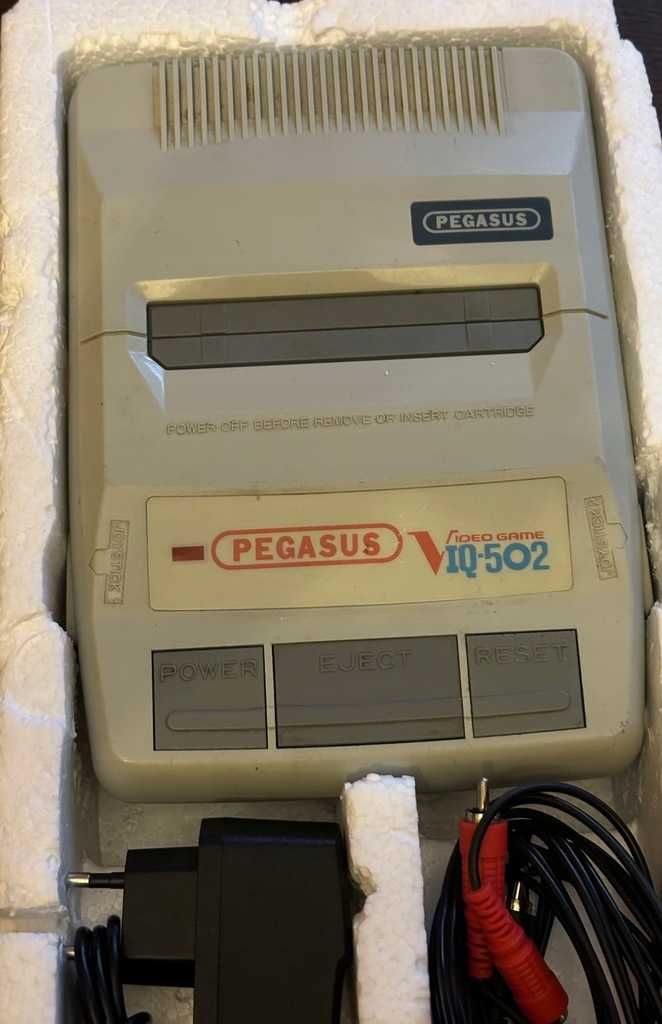 PEGASUS
POWER OFF BEFORE REMOVE OR INSERT CARTRIDGE
JOYSTICK 1
PEGASUS
VIDEO GAME
IQ-502
JOYSTICK 2
POWER
EJECT
RESET